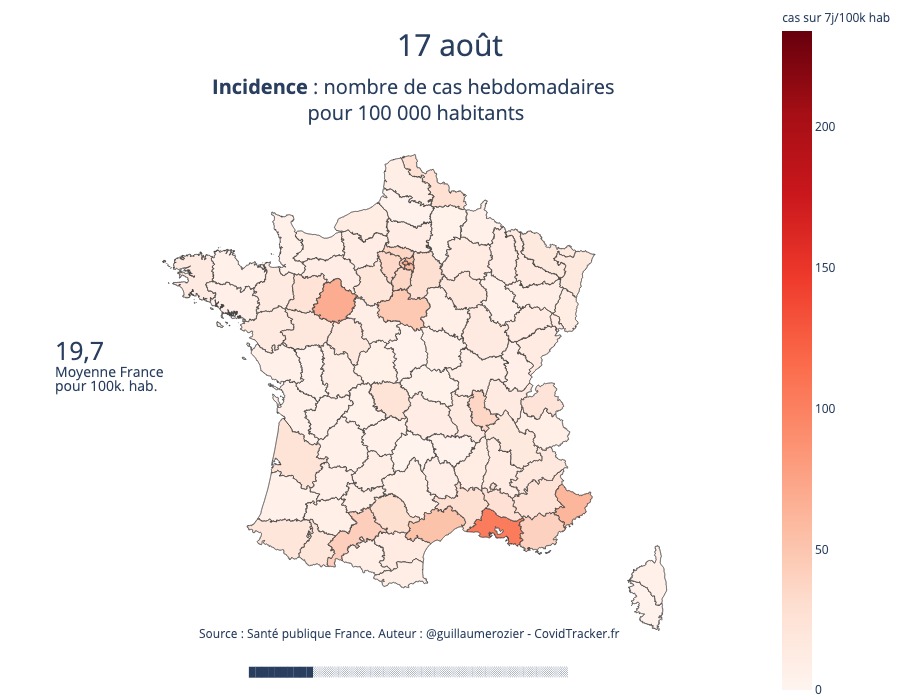 cas sur 7j/100k hab
17 août
Incidence : nombre de cas hebdomadaires
pour 100 000 habitants
200
150
100
50
0
19,7
Moyenne France
pour 100k. hab.
Source : Santé publique France. Auteur : @guillaumerozier - CovidTracker.fr